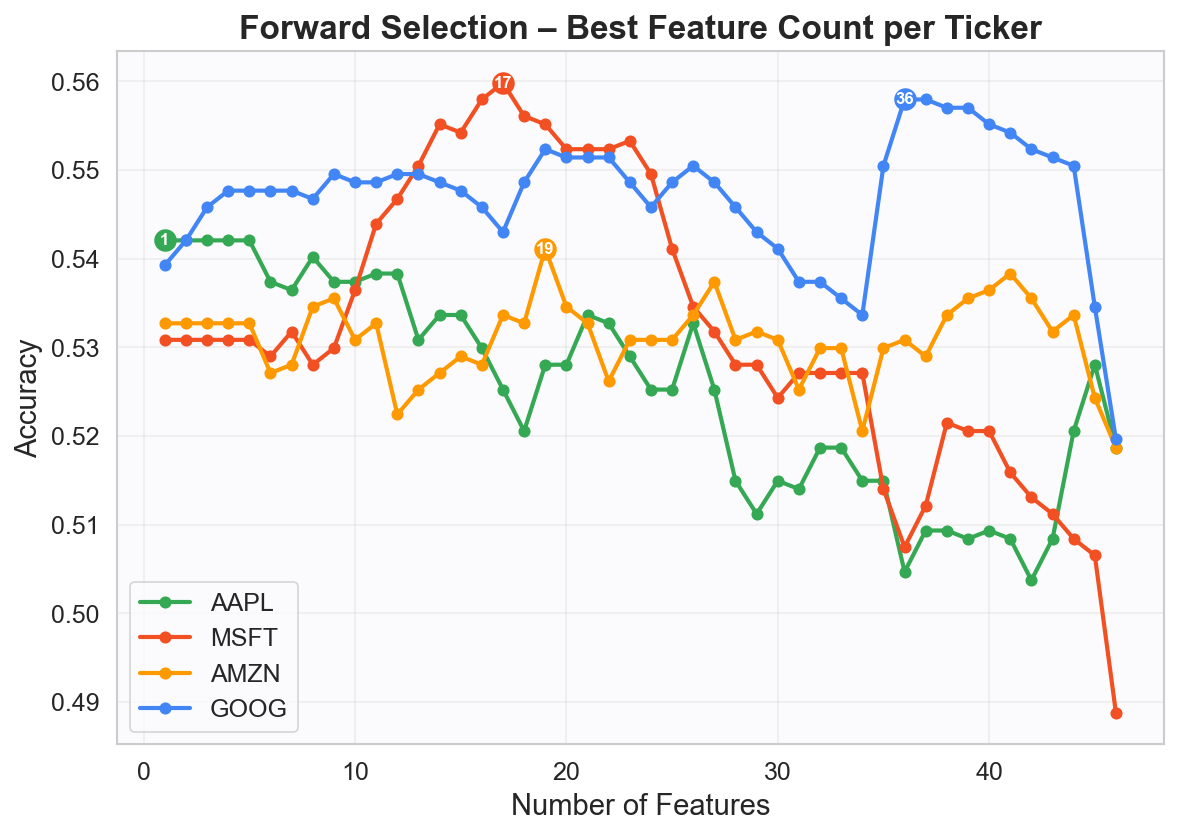 Forward Selection – Best Feature Count per Ticker
Accuracy
0.56
0.55
0.54
0.53
0.52
0.51
0.50
0.49
1
17
19
36
AAPL
MSFT
AMZN
GOOG
0
10
20
30
40
Number of Features